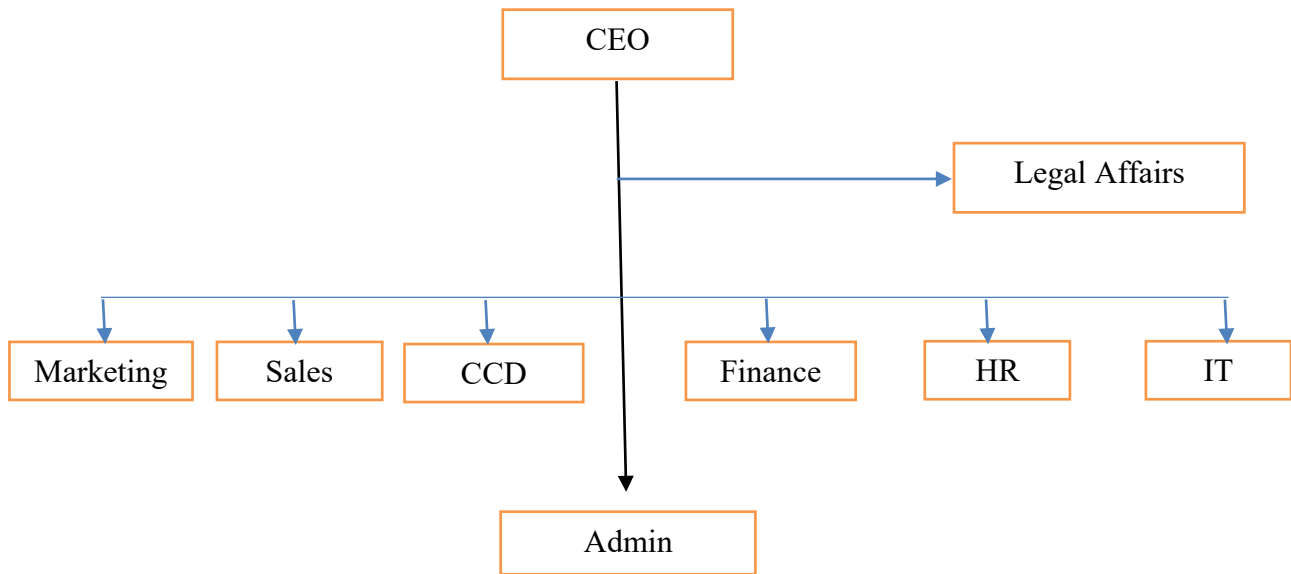 CEO
Legal Affairs
Marketing
Sales
CCD
Finance
HR
IT
Admin